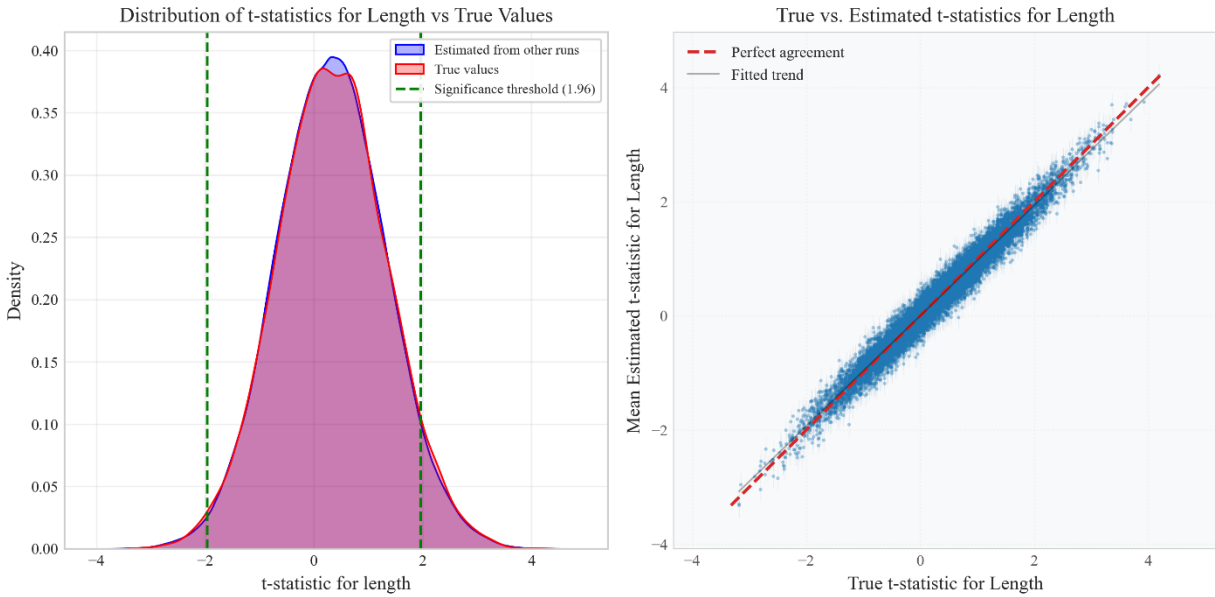 Distribution of t-statistics for Length vs True Values
Estimated from other runs
True values
Significance threshold (1.96)
0.40
0.35
0.30
0.25
0.20
0.15
0.10
0.05
0.00
Density
−4
−2
0
2
4
t-statistic for length
True vs. Estimated t-statistics for Length
Perfect agreement
Fitted trend
4
2
0
−2
−4
Mean Estimated t-statistic for Length
−4
−2
0
2
4
True t-statistic for Length